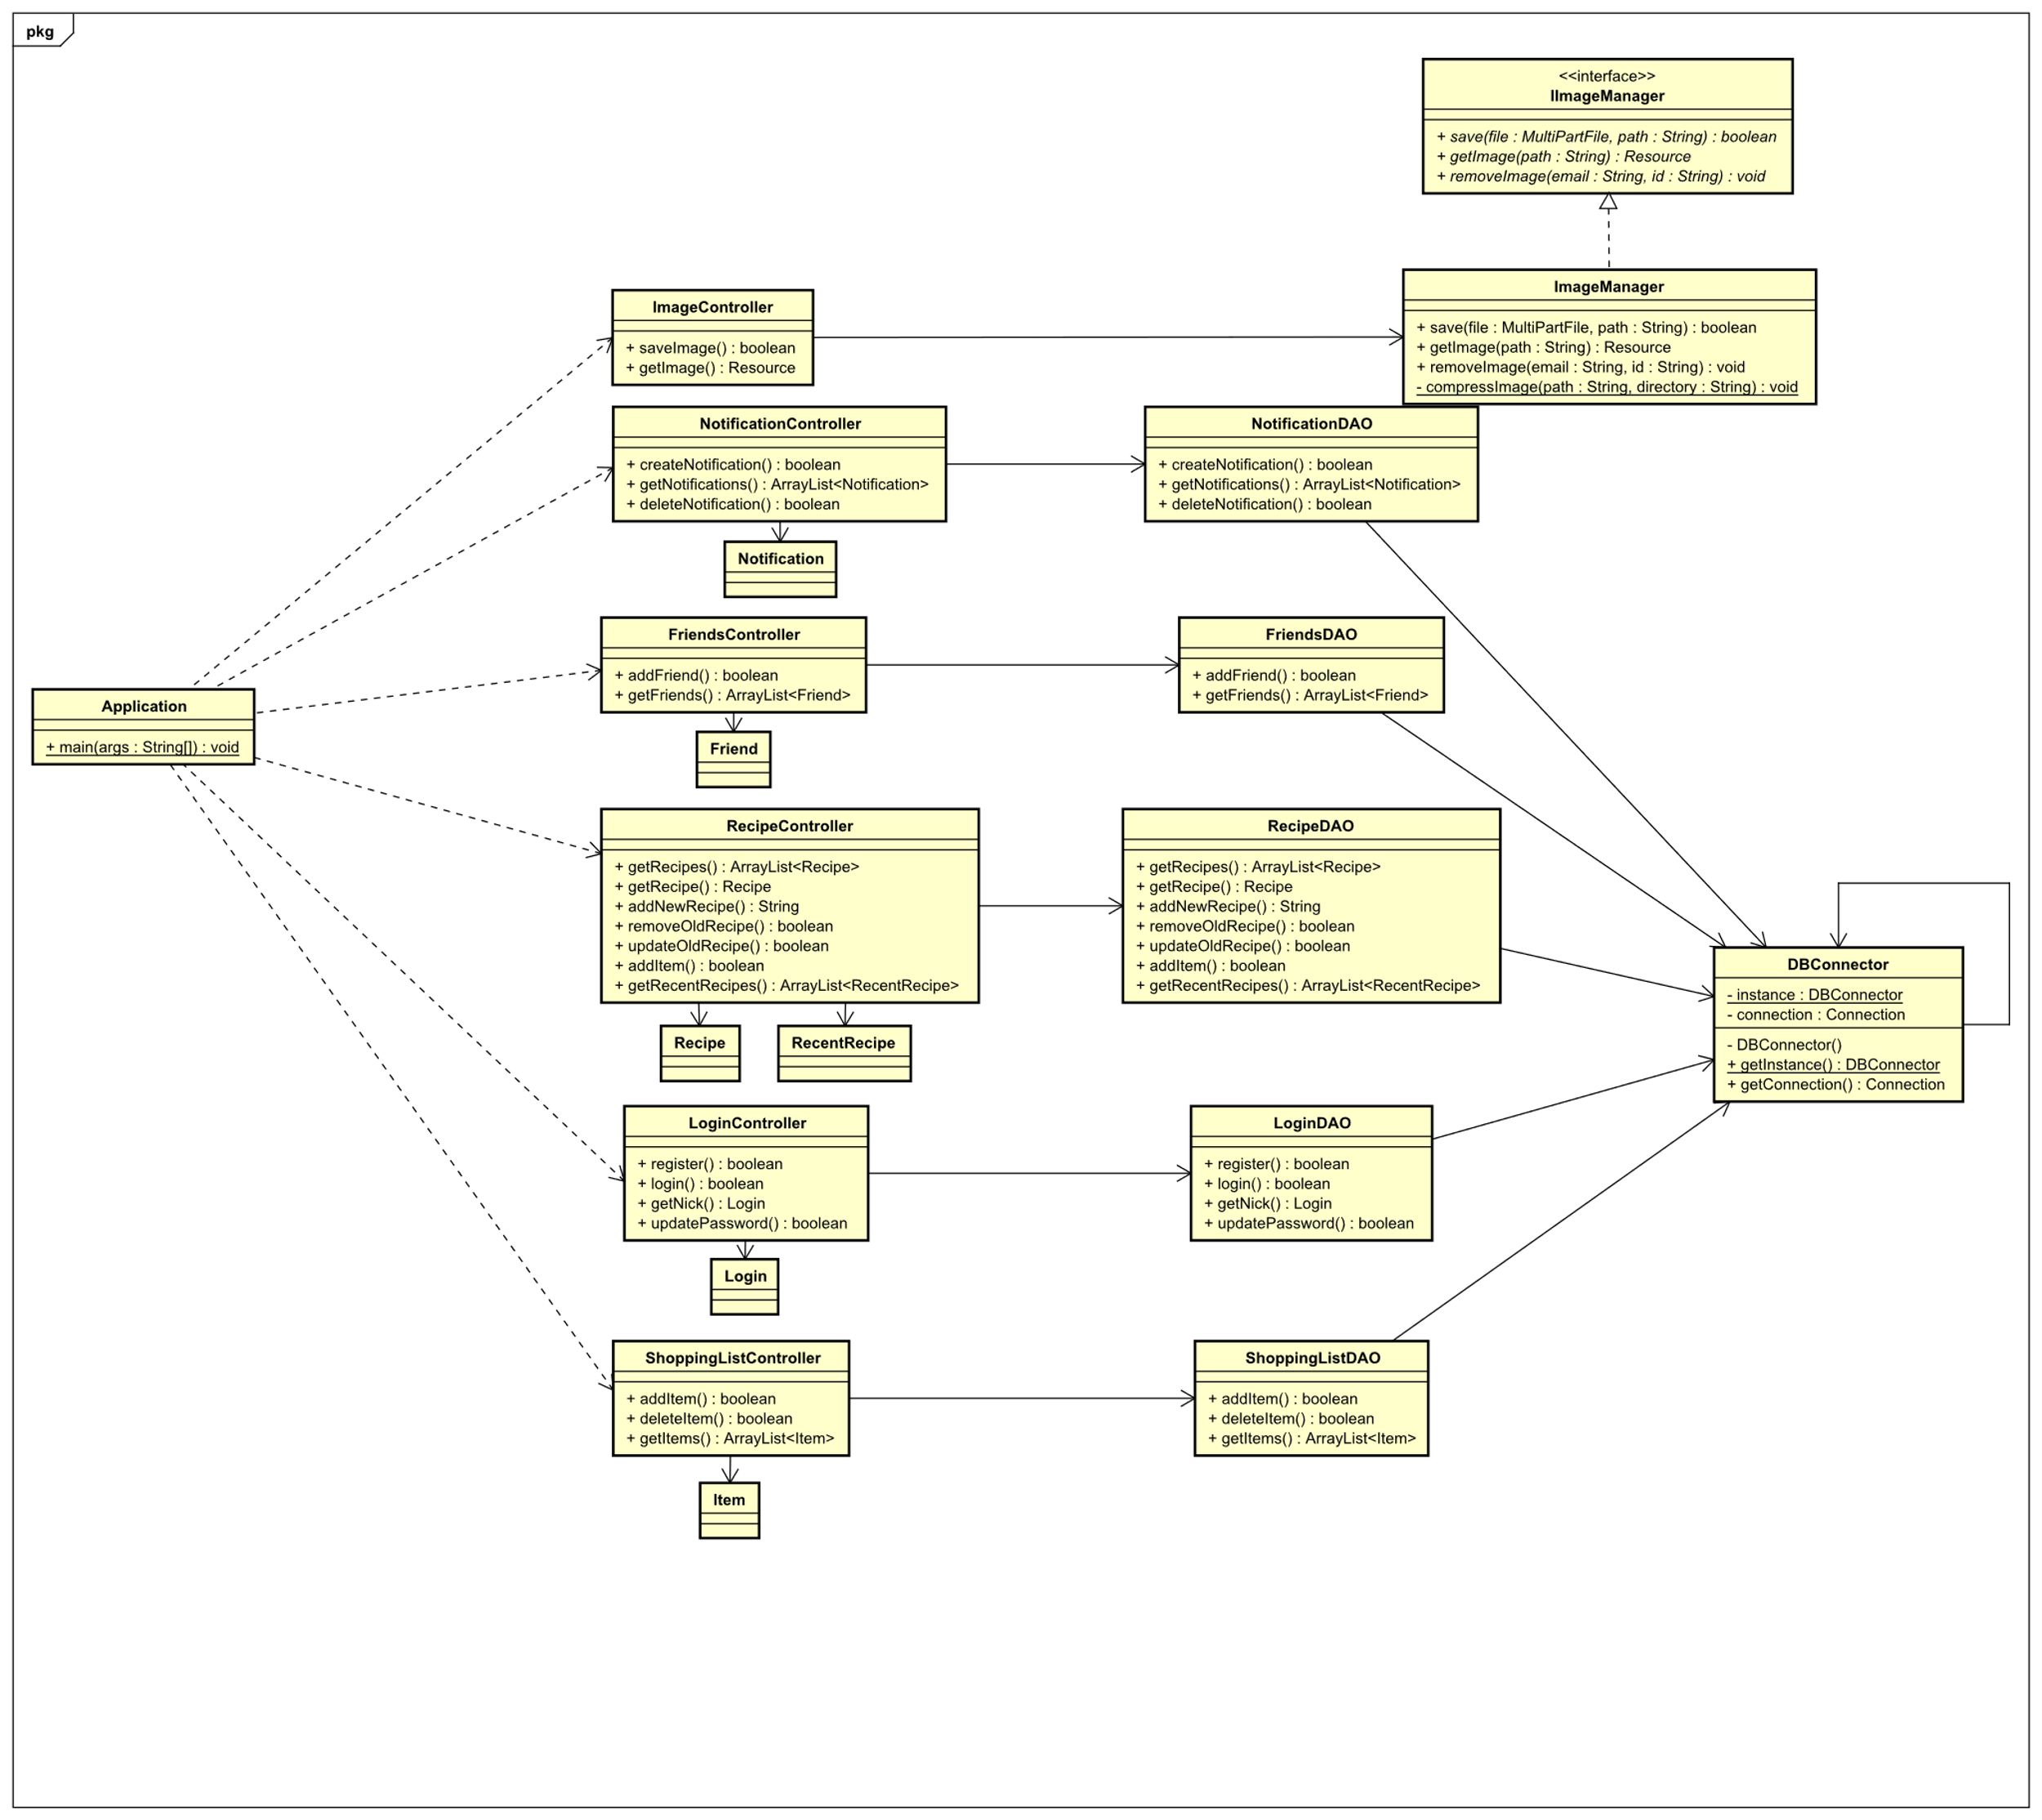 pkg
<<interface>>
IImageManager
+ save(file : MultiPartFile, path : String) : boolean
+ getImage(path : String) : Resource
+ removeImage(email : String, id : String) : void
ImageManager
+ save(file : MultiPartFile, path : String) : boolean
+ getImage(path : String) : Resource
+ removeImage(email : String, id : String) : void
- compressImage(path : String, directory : String) : void
ImageController
+ saveImage() : boolean
+ getImage() : Resource
NotificationController
+ createNotification() : boolean
+ getNotifications() : ArrayList<Notification>
+ deleteNotification() : boolean
NotificationDAO
+ createNotification() : boolean
+ getNotifications() : ArrayList<Notification>
+ deleteNotification() : boolean
Notification
FriendsController
+ addFriend() : boolean
+ getFriends() : ArrayList<Friend>
FriendsDAO
+ addFriend() : boolean
+ getFriends() : ArrayList<Friend>
Application
+ main(args : String[]) : void
Friend
RecipeController
+ getRecipes() : ArrayList<Recipe>
+ getRecipe() : Recipe
+ addNewRecipe() : String
+ removeOldRecipe() : boolean
+ updateOldRecipe() : boolean
+ addItem() : boolean
+ getRecentRecipes() : ArrayList<RecentRecipe>
RecipeDAO
+ getRecipes() : ArrayList<Recipe>
+ getRecipe() : Recipe
+ addNewRecipe() : String
+ removeOldRecipe() : boolean
+ updateOldRecipe() : boolean
+ addItem() : boolean
+ getRecentRecipes() : ArrayList<RecentRecipe>
DBConnector
- instance : DBConnector
- connection : Connection
- DBConnector()
+ getInstance() : DBConnector
+ getConnection() : Connection
Recipe
RecentRecipe
LoginController
+ register() : boolean
+ login() : boolean
+ getNick() : Login
+ updatePassword() : boolean
LoginDAO
+ register() : boolean
+ login() : boolean
+ getNick() : Login
+ updatePassword() : boolean
Login
ShoppingListController
+ addItem() : boolean
+ deleteItem() : boolean
+ getItems() : ArrayList<Item>
ShoppingListDAO
+ addItem() : boolean
+ deleteItem() : boolean
+ getItems() : ArrayList<Item>
Item